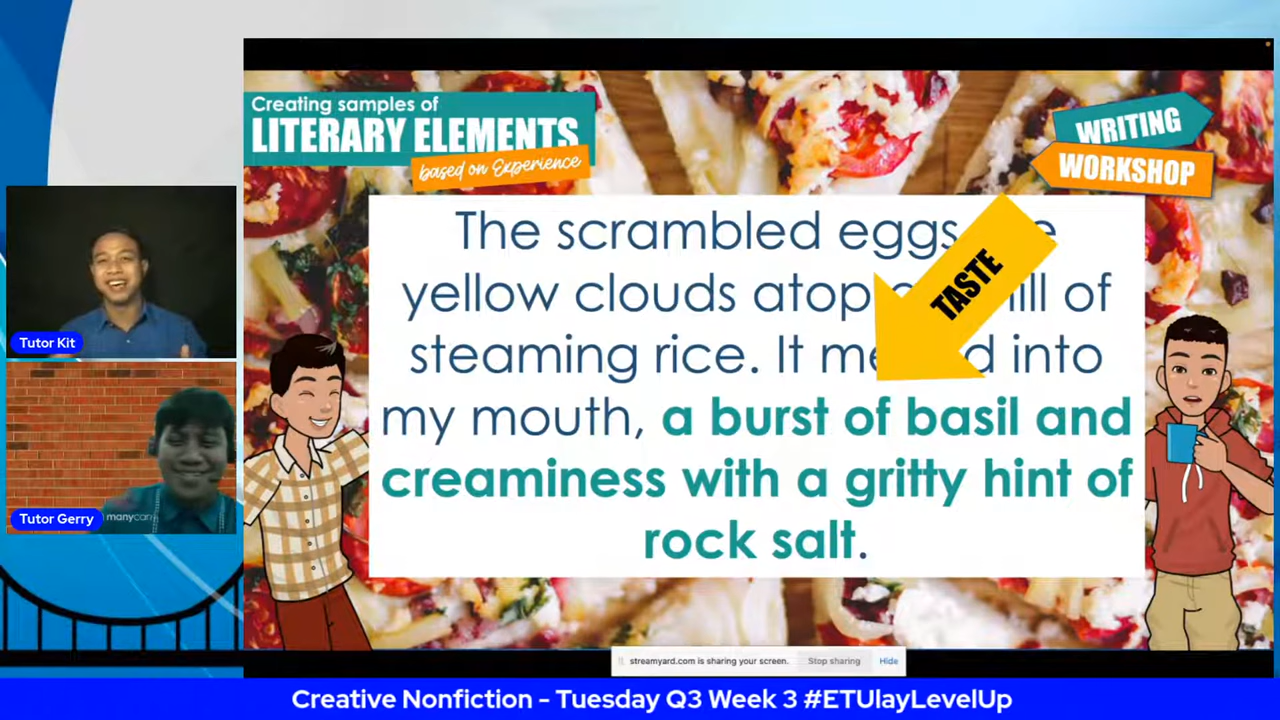 Creating samples of
LITERARY ELEMENTS
based on Experience
WRITING
WORKSHOP
The scrambled eggs
yellow clouds atop of
steaming rice. It into
my mouth, a burst of basil and
creaminess with a gritty hint of
rock salt.
TASTE
Tutor Kit
Tutor Gerry
manycam
streamyard.com is sharing your screen. Stop sharing Hide
Creative Nonfiction - Tuesday Q3 Week 3 #ETUlayLevelUp